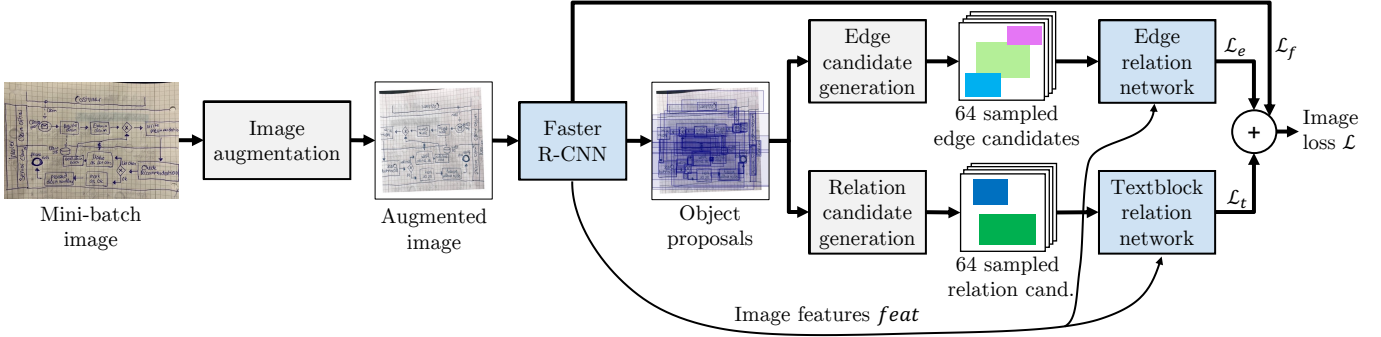 Mini-batch
image
Image
augmentation
Augmented
image
Faster
R-CNN
Object
proposals
Edge
candidate
generation
64 sampled
edge candidates
Edge
relation
network
Relation
candidate
generation
64 sampled
relation cand.
Textblock
relation
network
Image features feat
ℒe
ℒf
ℒt
+
Image
loss ℒ